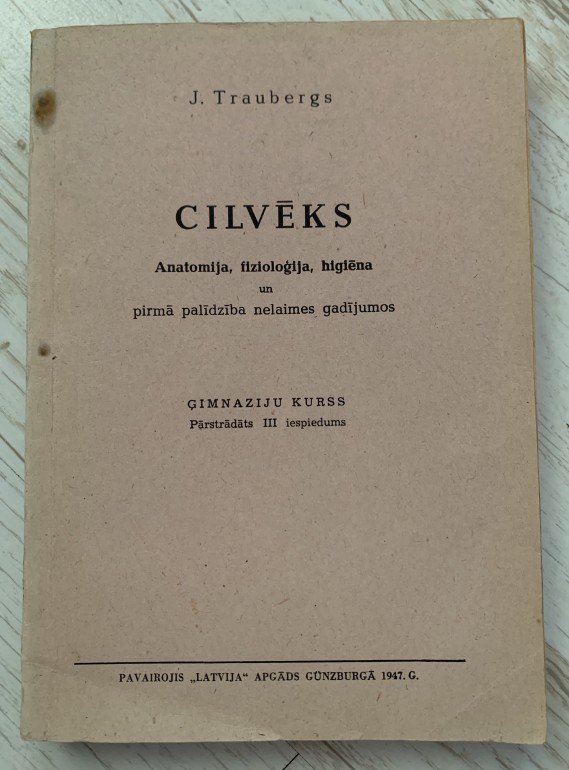 J. Traubergs
CILVĒKS
Anatomija, fizioloģija, higiēna
un
pirmā palīdzība nelaimes gadījumos
ĢIMNAZIJU KURSS
Pārstrādāts III iespiedums
PAVAIROJIS „LATVIJA“ APGĀDS GÜNZBURGĀ 1947. G.